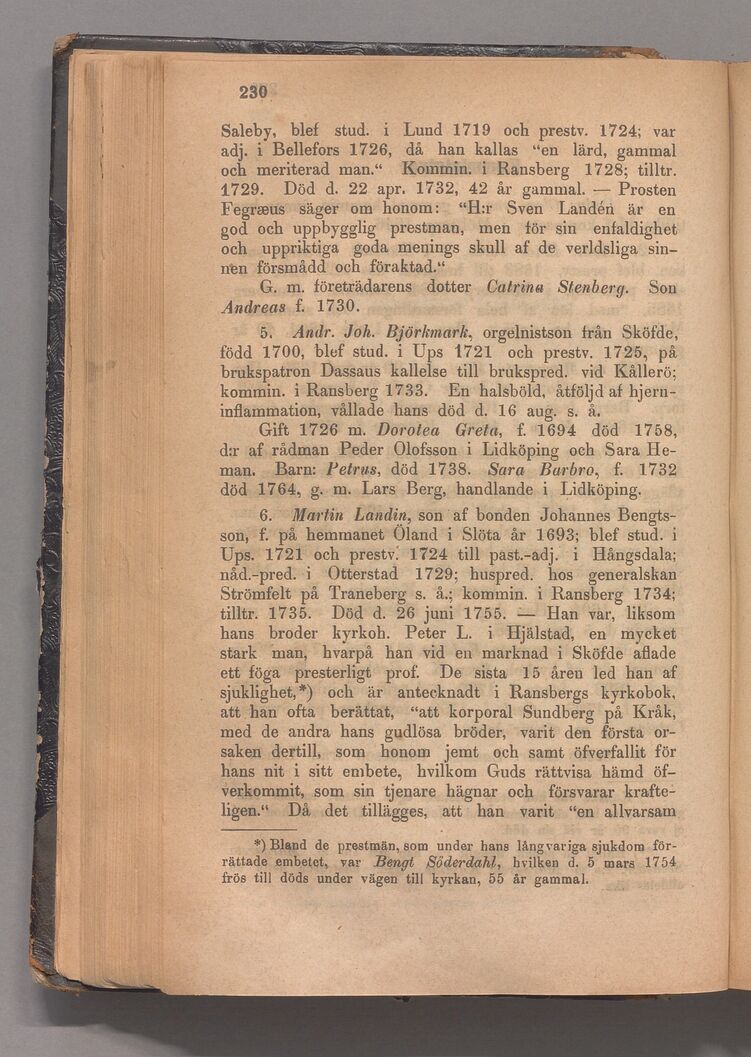 230
Saleby, blef stud. i Lund 1719 och prestv. 1724; var
adj. i Bellefors 1726, då han kallas “en lärd, gammal
och meriterad man.“ Kommin. i Ransberg 1728; tilltr.
1729. Död d. 22 apr. 1732, 42 år gammal. — Prosten
Fegræus säger om honom: “H:r Sven Landén är en
god och uppbygglig prestman, men för sin enfaldighet
och uppriktiga goda menings skull af de verldsliga sin-
nen försmådd och föraktad.“
G. m. företrädarens dotter Catrina Stenberg. Son
Andreas f. 1730.
5. Andr. Joh. Björkmark, orgelnistson från Sköfde,
född 1700, blef stud. i Ups 1721 och prestv. 1725, på
brukspatron Dassaus kallelse till brukspred. vid Kållerö;
kommin. i Ransberg 1733. En halsböld, åtföljd af hjern-
inflammation, vållade hans död d. 16 aug. s. å.
Gift 1726 m. Dorotea Greta, f. 1694 död 1758,
d:r af rådman Peder Olofsson i Lidköping och Sara He-
man. Barn: Petrus, död 1738. Sara Barbro, f. 1732
död 1764, g. m. Lars Berg, handlande i Lidköping.
6. Martin Landin, son af bonden Johannes Bengts-
son, f. på hemmanet Öland i Slöta år 1693; blef stud. i
Ups. 1721 och prestv. 1724 till past.-adj. i Hångsdala;
nåd.-pred. i Otterstad 1729; huspred. hos generalskan
Strömfelt på Traneberg s. å.; kommin. i Ransberg 1734;
tilltr. 1735. Död d. 26 juni 1755. — Han var, liksom
hans broder kyrkoh. Peter L. i Hjälstad, en mycket
stark man, hvarpå han vid en marknad i Sköfde aflade
ett föga presterligt prof. De sista 15 åren led han af
sjuklighet,*) och är antecknadt i Ransbergs kyrkobok,
att han ofta berättat, “att korporal Sundberg på Kråk,
med de andra hans gudlösa bröder, varit den första or-
saken dertill, som honom jemt och samt öfverfallit för
hans nit i sitt embete, hvilkom Guds rättvisa hämd öf-
verkommit, som sin tjenare hägnar och försvarar krafte-
ligen.“ Då det tillägges, att han varit “en allvarsam
*) Bland de prestmän, som under hans långvariga sjukdom för-
rättade embetet, var Bengt Söderdahl, hvilken d. 5 mars 1754
frös till döds under vägen till kyrkan, 55 år gammal.